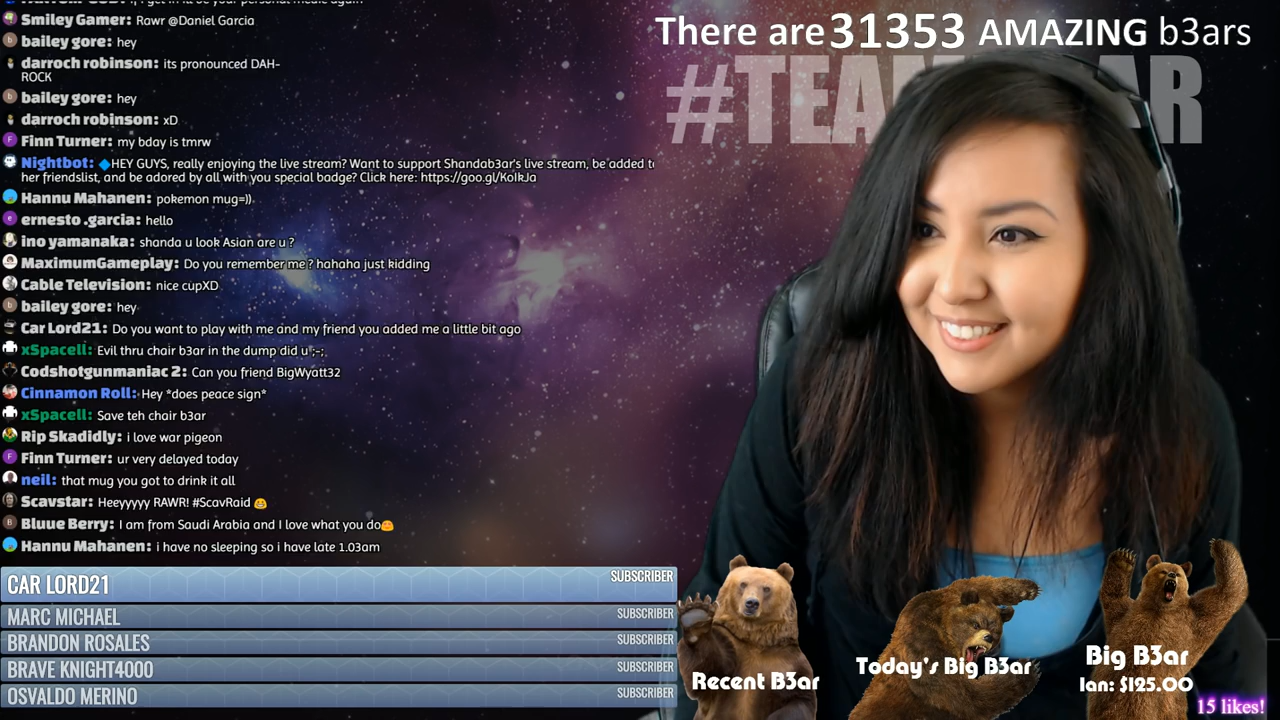 Smiley Gamer: Rawr @Daniel Garcia
bailey gore: hey
darroch robinson: its pronounced DAH-
ROCK
bailey gore: hey
darroch robinson: xD
Finn Turner: my bday is tmrw
Nightbot: 🔷HEY GUYS, really enjoying the live stream? Want to support Shandab3ar's live stream, be added to
her friendslist, and be adored by all with you special badge? Click here: https://goo.gl/KoIkJa
Hannu Mahanen: pokemon mug=))
ernesto .garcia: hello
ino yamanaka: shanda u look Asian are u ?
MaximumGameplay: Do you remember me ? hahaha just kidding
Cable Television: nice cupXD
bailey gore: hey
Car Lord21: Do you want to play with me and my friend you added me a little bit ago
xSpacell: Evil thru chair b3ar in the dump did u ;-;
Codshotgunmaniac 2: Can you friend BigWyatt32
Cinnamon Roll: Hey *does peace sign*
xSpacell: Save teh chair b3ar
Rip Skadidly: i love war pigeon
Finn Turner: ur very delayed today
neil: that mug you got to drink it all
Scavstar: Heeyyyyy RAWR! #ScavRaid 😀
Bluue Berry: I am from Saudi Arabia and I love what you do😊
Hannu Mahanen: i have no sleeping so i have late 1.03am
CAR LORD21 SUBSCRIBER
MARC MICHAEL SUBSCRIBER
BRANDON ROSALES SUBSCRIBER
BRAVE KNIGHT4000 SUBSCRIBER
OSVALDO MERINO SUBSCRIBER
There are 31353 AMAZING b3ars
#TEA AR
Recent B3ar
Today's Big B3ar
Big B3ar
Ian: $125.00
15 likes!